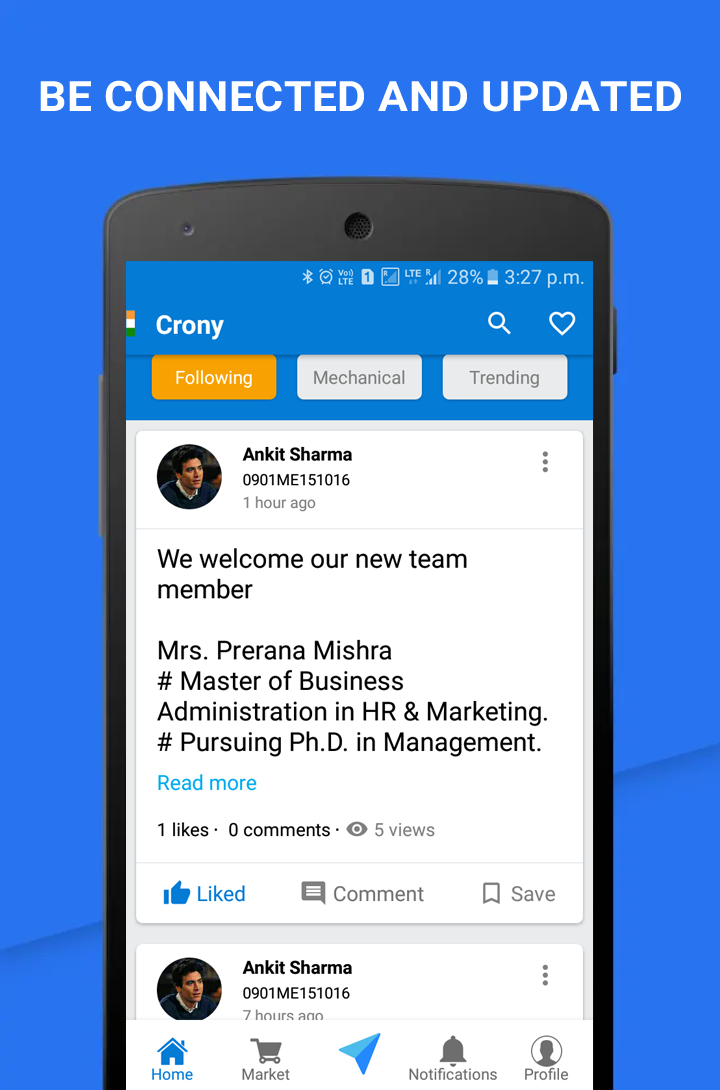 BE CONNECTED AND UPDATED
Vo)) LTE 1 R LTE R 28% 3:27 p.m.
Crony
Following Mechanical Trending
Ankit Sharma
0901ME151016
1 hour ago
We welcome our new team
member
Mrs. Prerana Mishra
# Master of Business
Administration in HR & Marketing.
# Pursuing Ph.D. in Management.
Read more
1 likes · 0 comments · 5 views
Liked Comment Save
Ankit Sharma
0901ME151016
7 hours ago
Home Market Notifications Profile